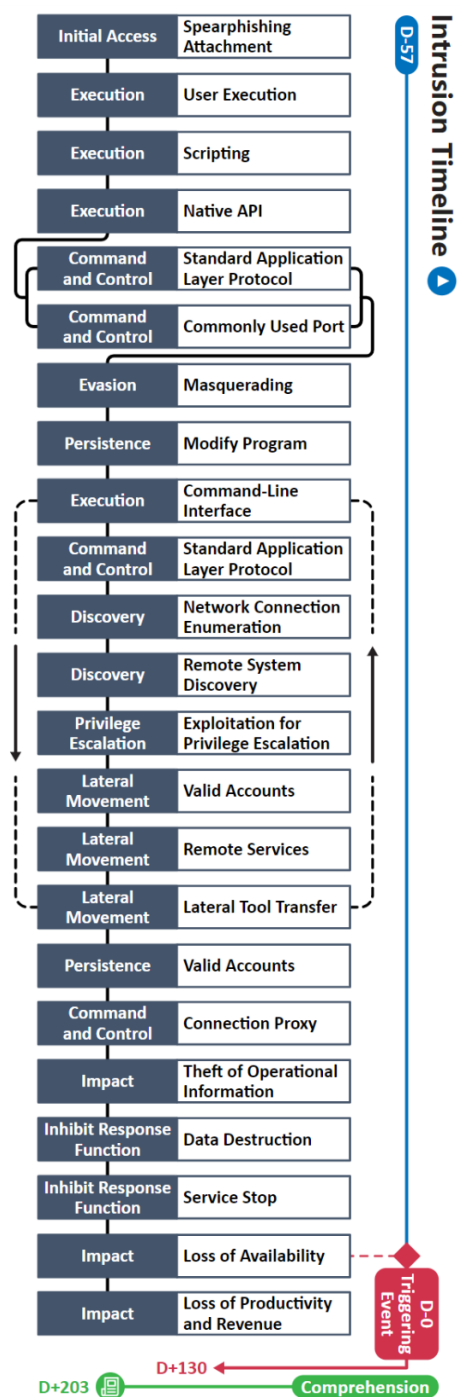 Intrusion Timeline
D-57
Initial Access
Spearphishing
Attachment
Execution
User Execution
Execution
Scripting
Execution
Native API
Command
and Control
Standard Application
Layer Protocol
Command
and Control
Commonly Used Port
Evasion
Masquerading
Persistence
Modify Program
Execution
Command-Line
Interface
Command
and Control
Standard Application
Layer Protocol
Discovery
Network Connection
Enumeration
Discovery
Remote System
Discovery
Privilege
Escalation
Exploitation for
Privilege Escalation
Lateral
Movement
Valid Accounts
Lateral
Movement
Remote Services
Lateral
Movement
Lateral Tool Transfer
Persistence
Valid Accounts
Command
and Control
Connection Proxy
Impact
Theft of Operational
Information
Inhibit Response
Function
Data Destruction
Inhibit Response
Function
Service Stop
Impact
Loss of Availability
D-0
Triggering
Event
Impact
Loss of Productivity
and Revenue
D+130
D+203
Comprehension